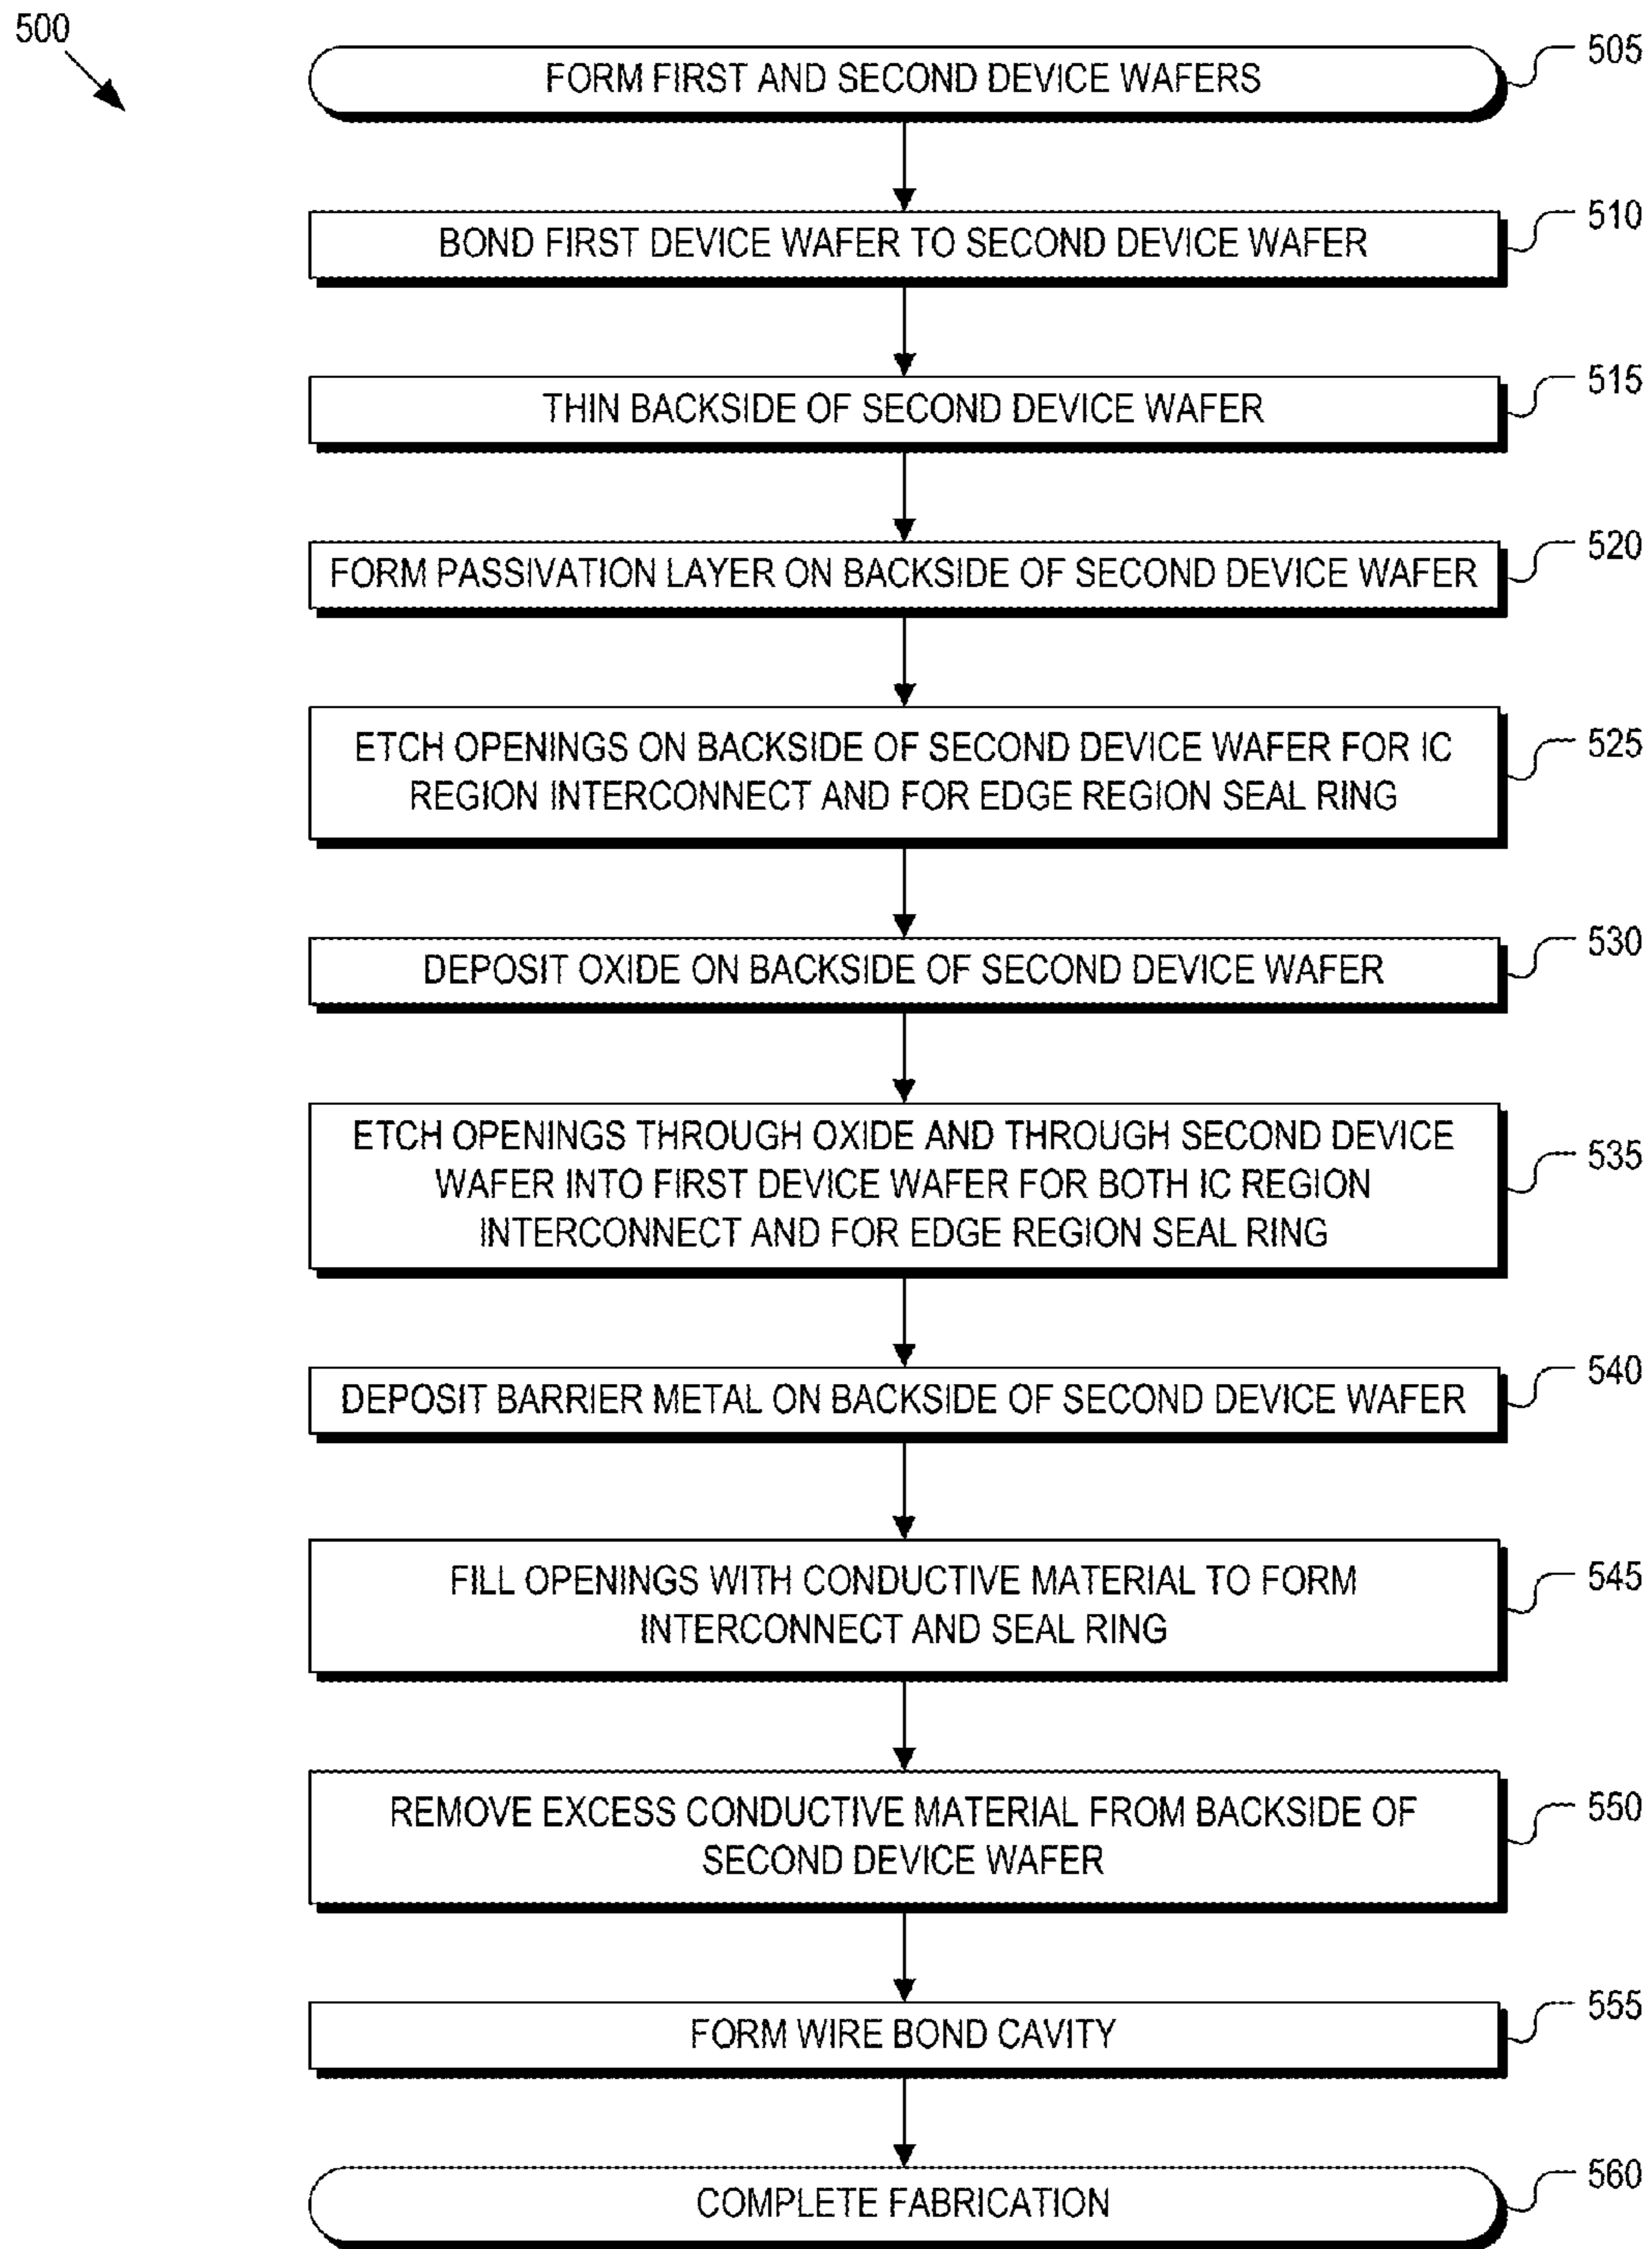 500
FORM FIRST AND SECOND DEVICE WAFERS
505
BOND FIRST DEVICE WAFER TO SECOND DEVICE WAFER
510
THIN BACKSIDE OF SECOND DEVICE WAFER
515
FORM PASSIVATION LAYER ON BACKSIDE OF SECOND DEVICE WAFER
520
ETCH OPENINGS ON BACKSIDE OF SECOND DEVICE WAFER FOR IC
REGION INTERCONNECT AND FOR EDGE REGION SEAL RING
525
DEPOSIT OXIDE ON BACKSIDE OF SECOND DEVICE WAFER
530
ETCH OPENINGS THROUGH OXIDE AND THROUGH SECOND DEVICE
WAFER INTO FIRST DEVICE WAFER FOR BOTH IC REGION
INTERCONNECT AND FOR EDGE REGION SEAL RING
535
DEPOSIT BARRIER METAL ON BACKSIDE OF SECOND DEVICE WAFER
540
FILL OPENINGS WITH CONDUCTIVE MATERIAL TO FORM
INTERCONNECT AND SEAL RING
545
REMOVE EXCESS CONDUCTIVE MATERIAL FROM BACKSIDE OF
SECOND DEVICE WAFER
550
FORM WIRE BOND CAVITY
555
COMPLETE FABRICATION
560